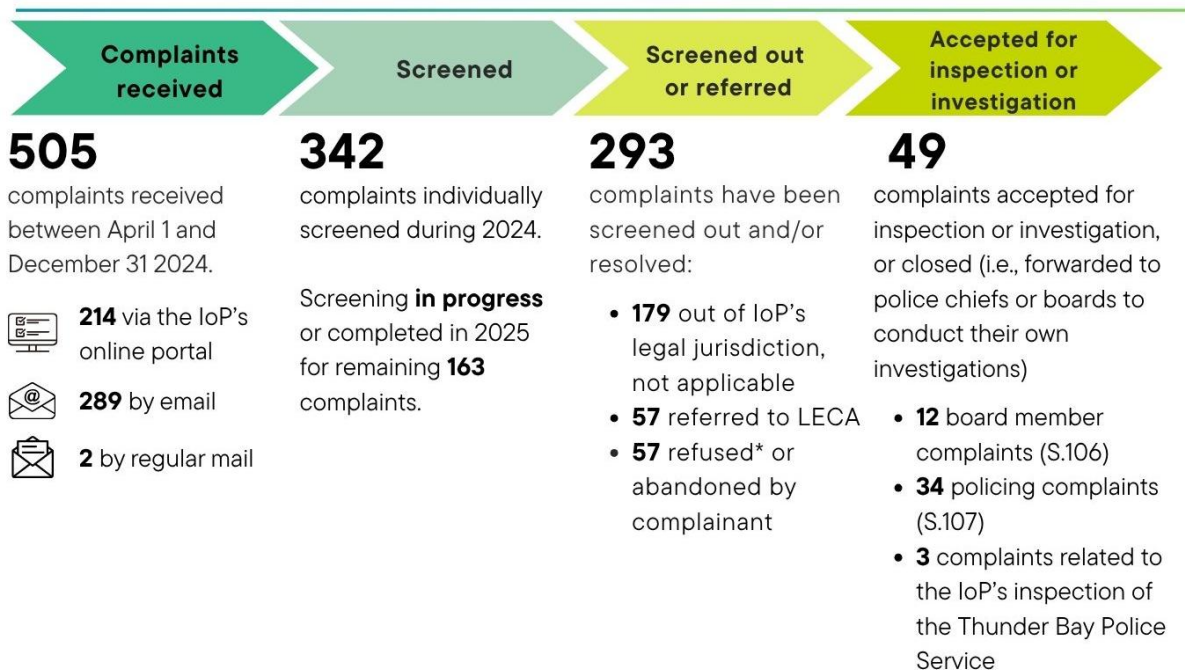 Complaints
received
Screened
Screened out
or referred
Accepted for
inspection or
investigation
505
complaints received
between April 1 and
December 31 2024.
214 via the IoP's
online portal
289 by email
2 by regular mail
342
complaints individually
screened during 2024.
Screening in progress
or completed in 2025
for remaining 163
complaints.
293
complaints have been
screened out and/or
resolved:
• 179 out of IoP's
legal jurisdiction,
not applicable
• 57 referred to LECA
• 57 refused* or
abandoned by
complainant
49
complaints accepted for
inspection or investigation,
or closed (i.e., forwarded to
police chiefs or boards to
conduct their own
investigations)
• 12 board member
complaints (S.106)
• 34 policing complaints
(S.107)
• 3 complaints related to
the IoP's inspection of
the Thunder Bay Police
Service